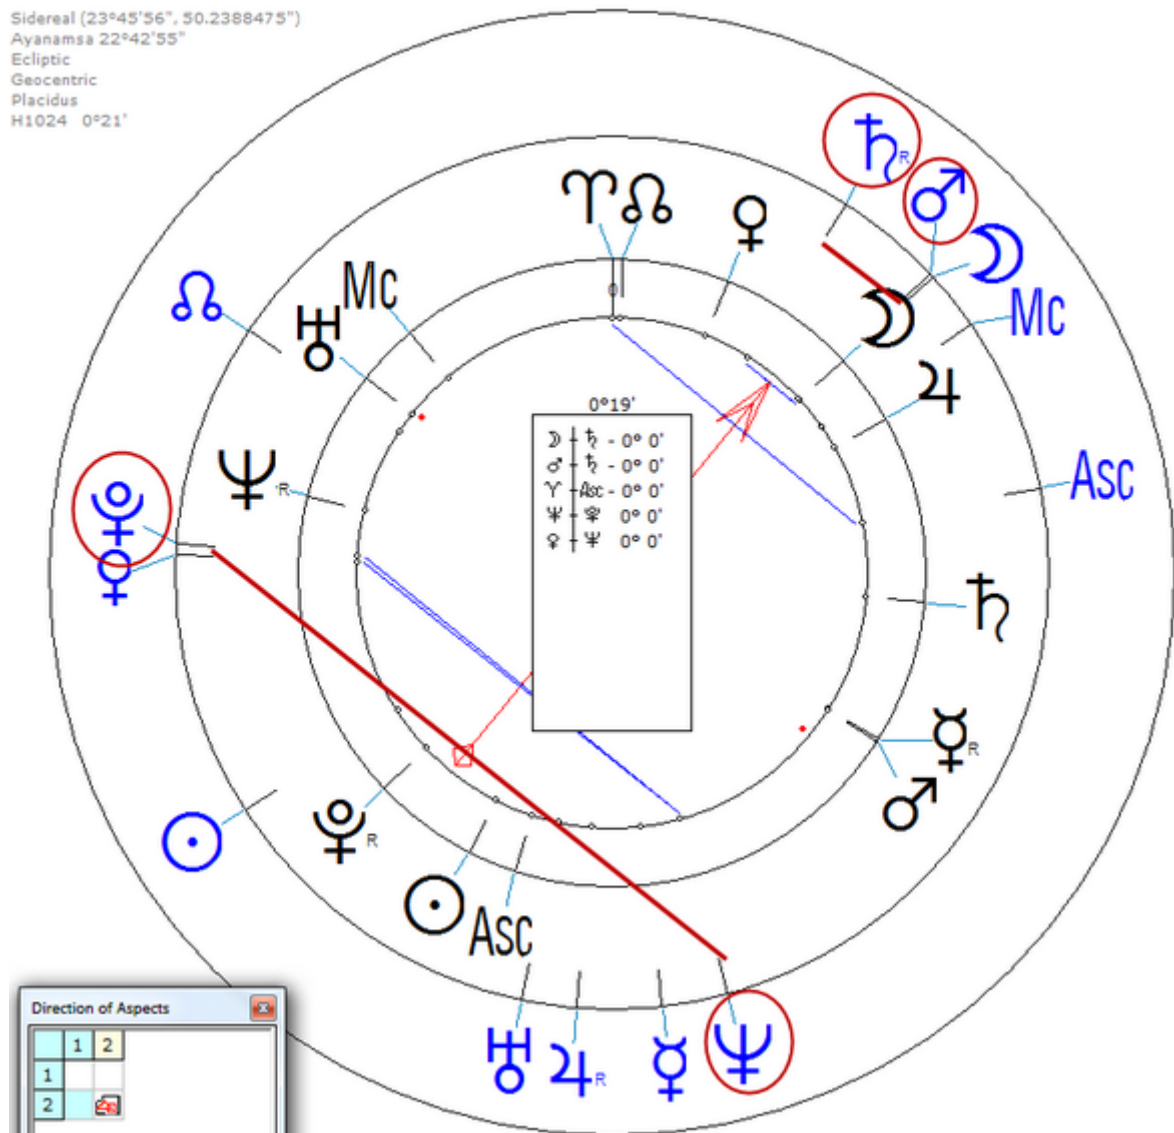 Sidereal (23°45'56", 50.2388475")
Ayanamsa 22°42'55"
Ecliptic
Geocentric
Placidus
H1024 0°21'
♄R
♂
♈☊
♀
☽
Mc
☊
♅
☽
Mc
♃
0
0°19'
☽ + ♄ - 0° 0'
♂ + ♄ - 0° 0'
♈ + Asc - 0° 0'
♆ + ♇ 0° 0'
♀ + ♆ 0° 0'
Asc
♆R
♇
♀
♄
☿R
♂
☉
♇R
☉
Asc
♅
♃R
☿
♆
Direction of Aspects
1 2
1
2